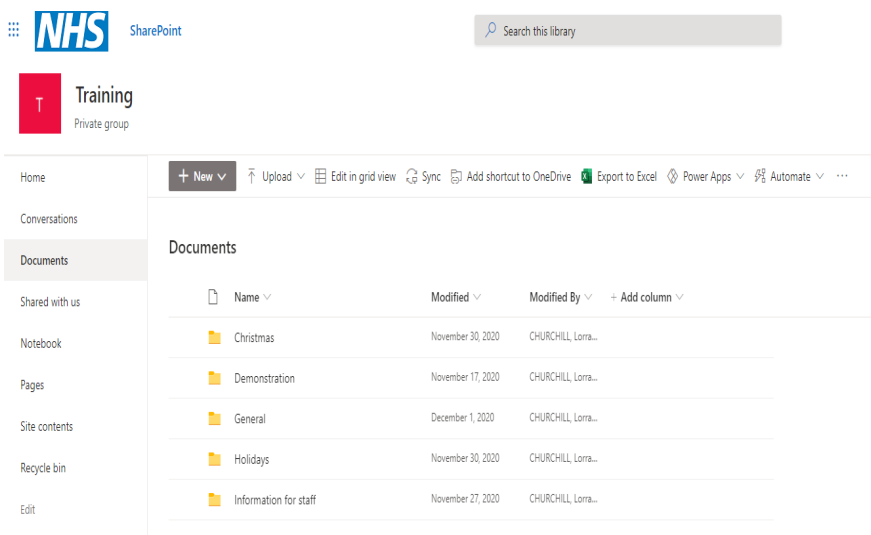 NHS SharePoint Search this library
T Training
Private group
Home
Conversations
Documents
Shared with us
Notebook
Pages
Site contents
Recycle bin
Edit
+ New Upload Edit in grid view Sync Add shortcut to OneDrive Export to Excel Power Apps Automate ...
Documents
Name Modified Modified By + Add column
Christmas November 30, 2020 CHURCHILL, Lorra...
Demonstration November 17, 2020 CHURCHILL, Lorra...
General December 1, 2020 CHURCHILL, Lorra...
Holidays November 30, 2020 CHURCHILL, Lorra...
Information for staff November 27, 2020 CHURCHILL, Lorra...